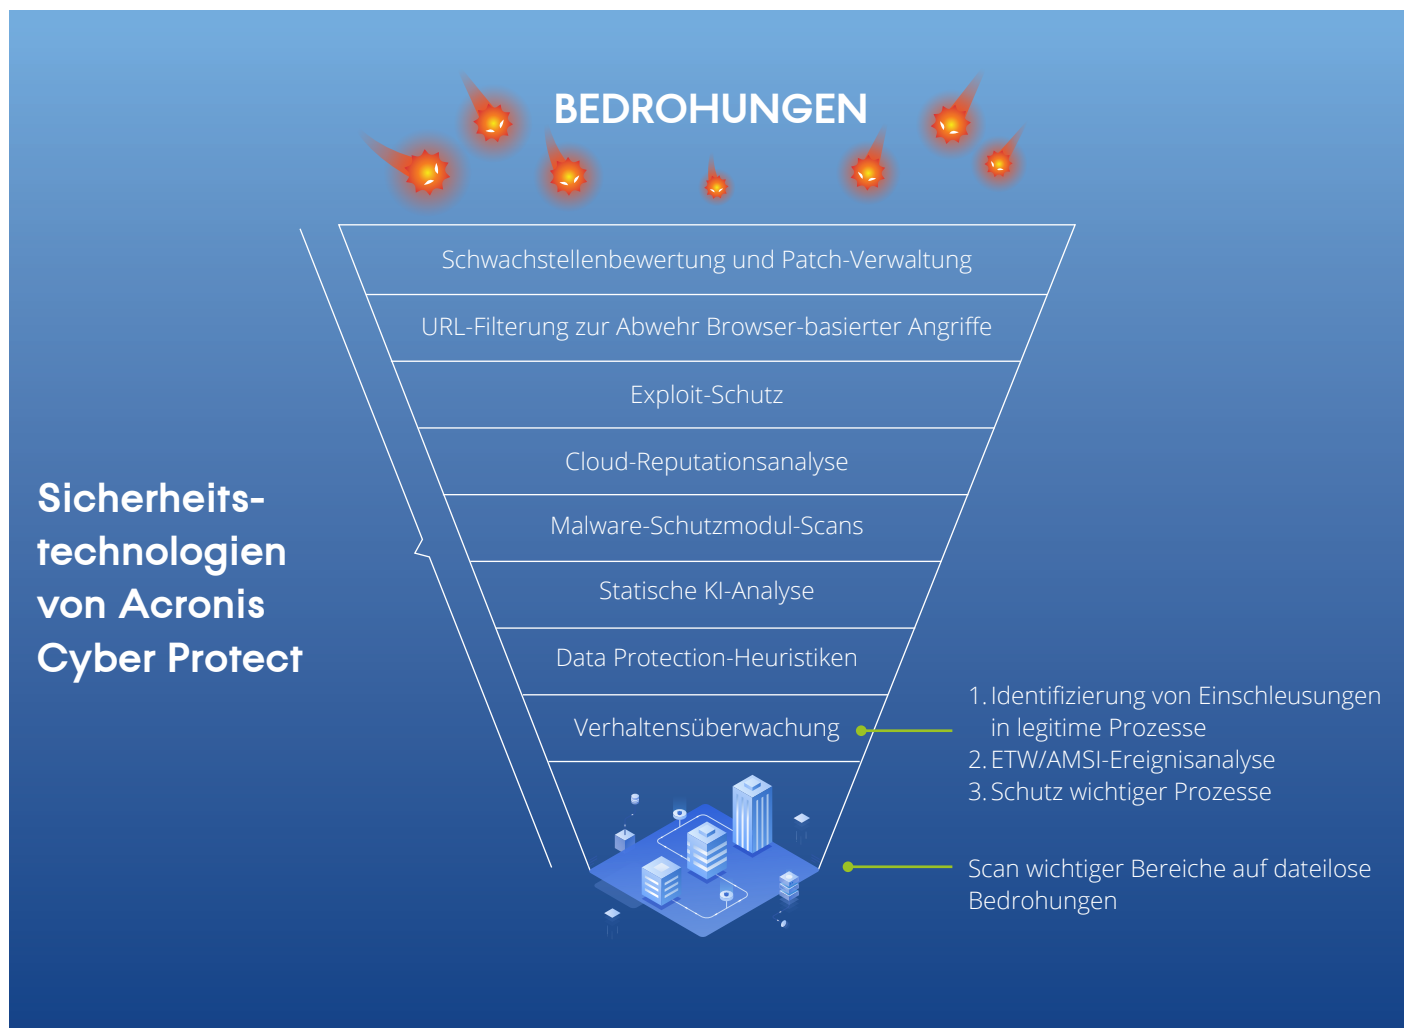 BEDROHUNGEN
Schwachstellenbewertung und Patch-Verwaltung
URL-Filterung zur Abwehr Browser-basierter Angriffe
Exploit-Schutz
Cloud-Reputationsanalyse
Malware-Schutzmodul-Scans
Statische KI-Analyse
Data Protection-Heuristiken
Verhaltensüberwachung
Sicherheits-
technologien
von Acronis
Cyber Protect
1. Identifizierung von Einschleusungen
in legitime Prozesse
2. ETW/AMSI-Ereignisanalyse
3. Schutz wichtiger Prozesse
Scan wichtiger Bereiche auf dateilose
Bedrohungen